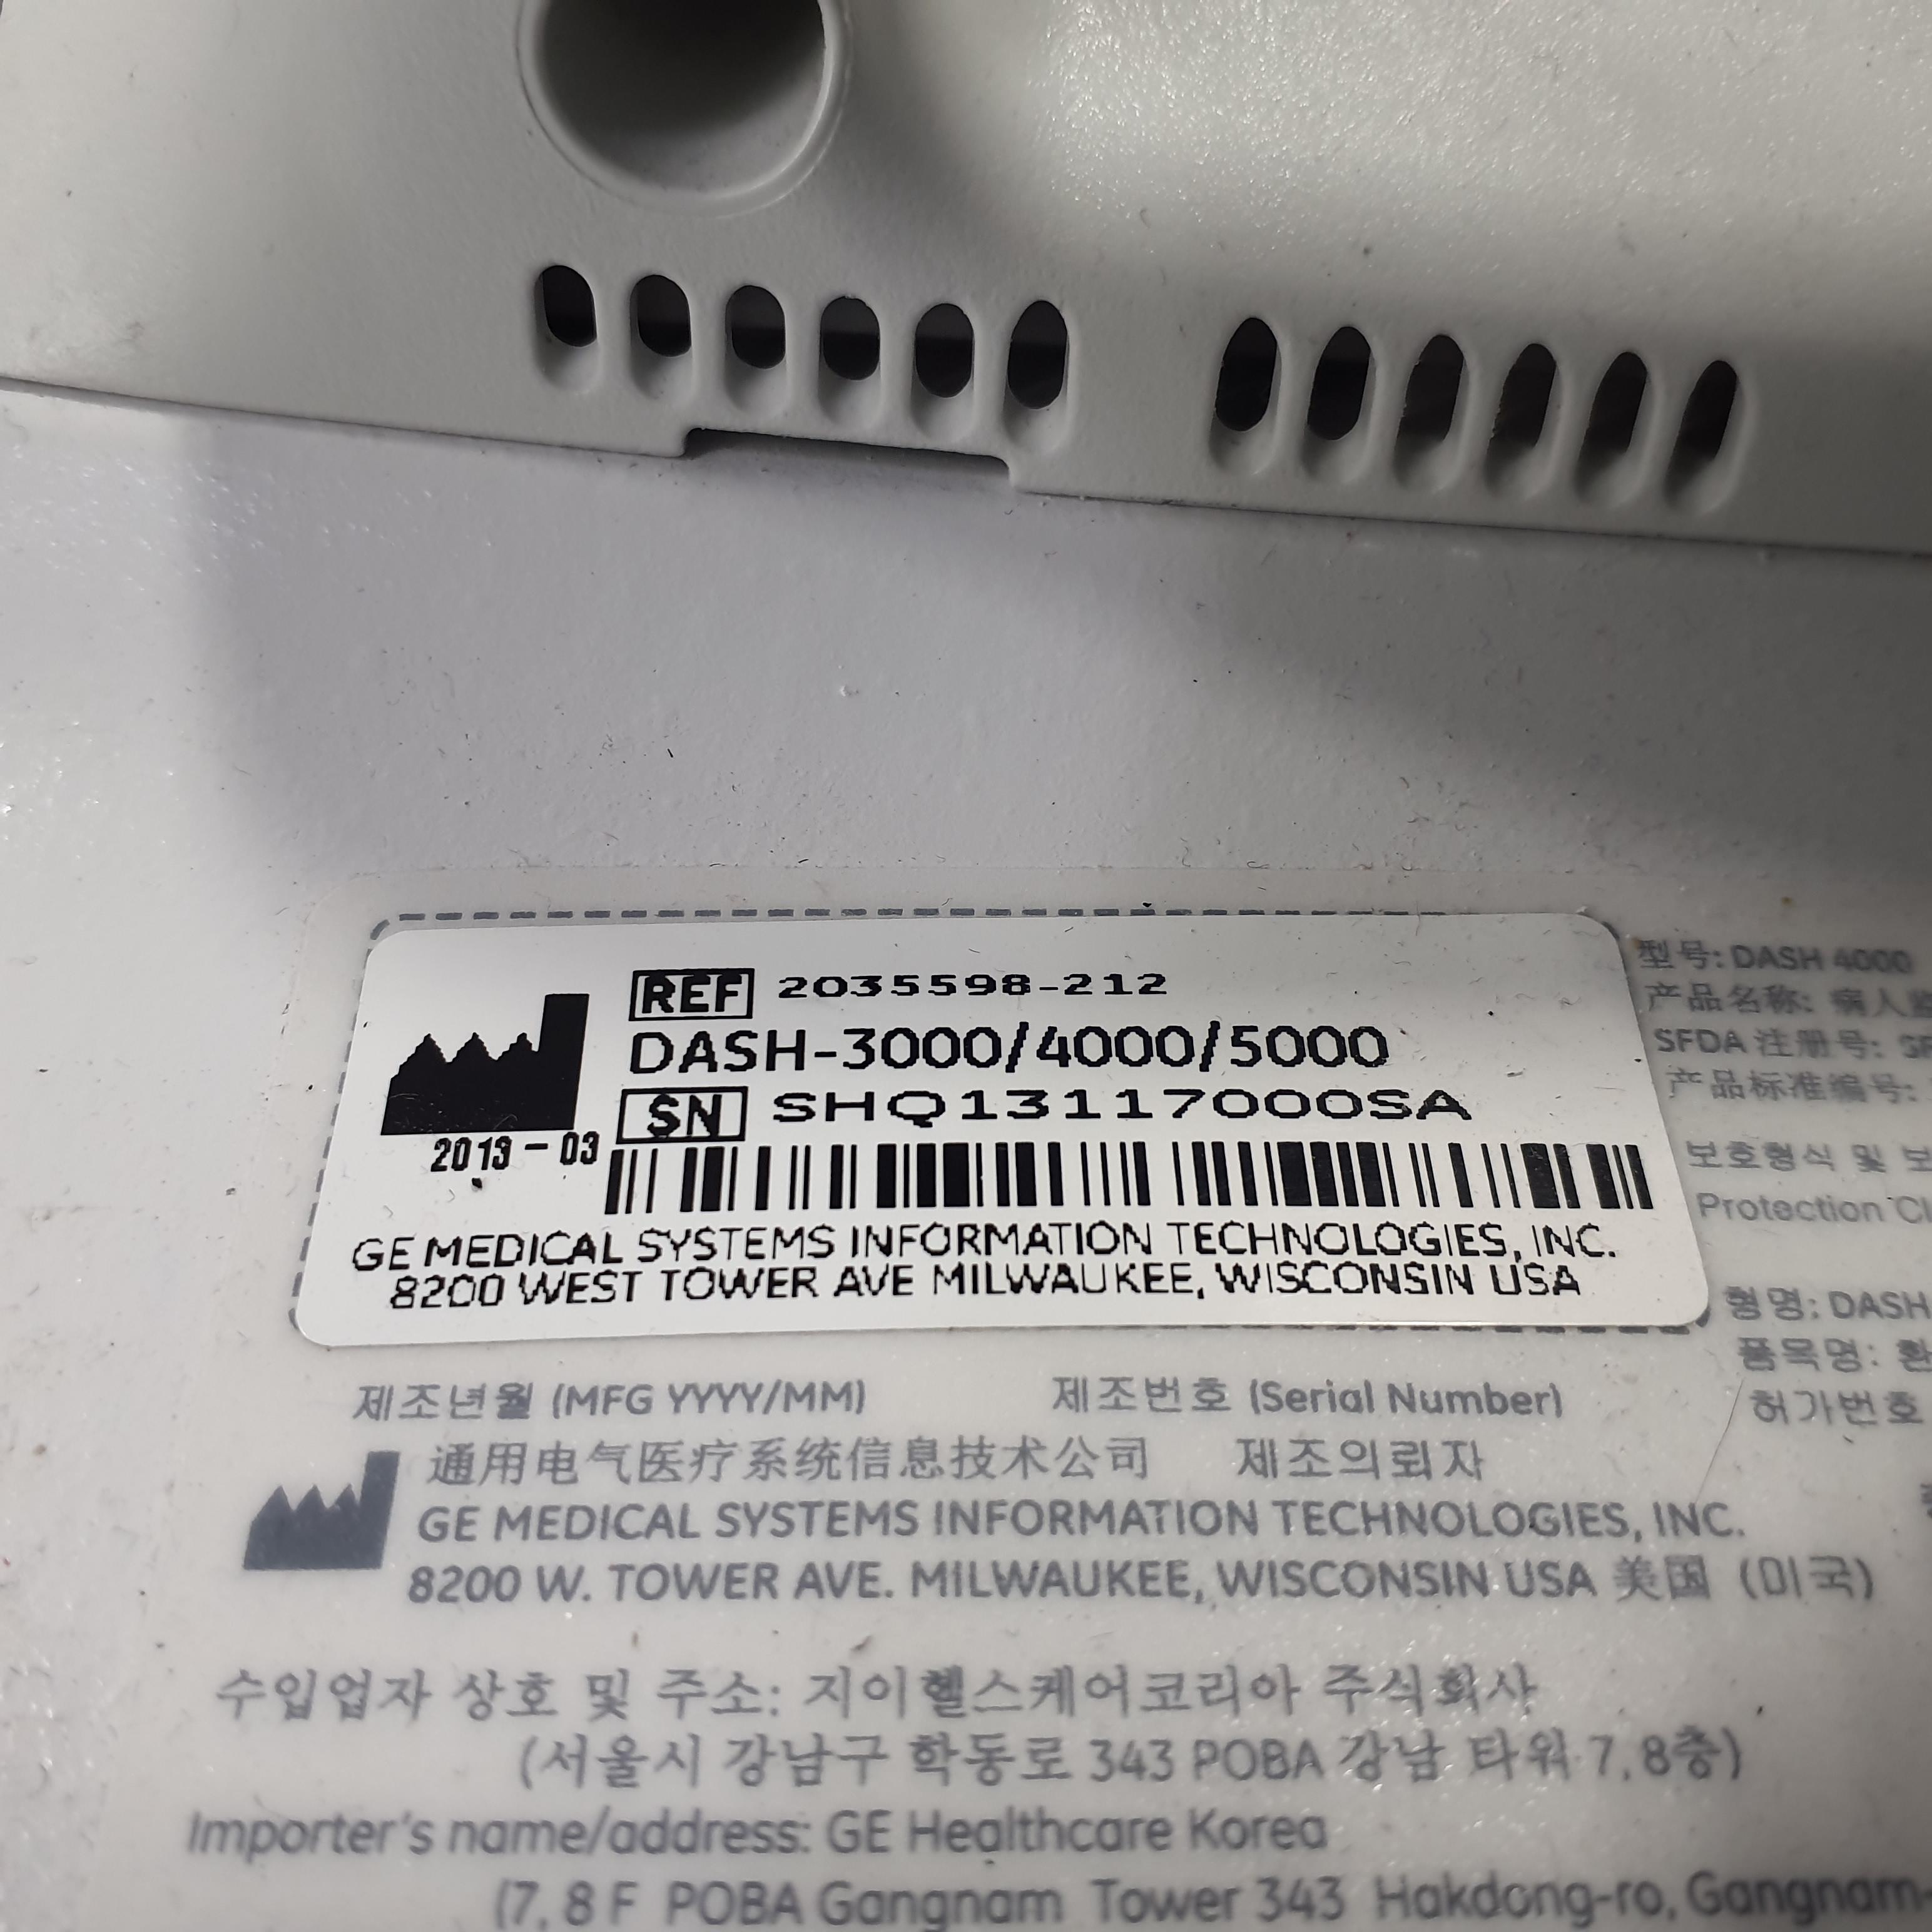 REF 2035598-212
DASH-3000/4000/5000
SN SHQ13117000SA
2013-03
GE MEDICAL SYSTEMS INFORMATION TECHNOLOGIES, INC.
8200 WEST TOWER AVE MILWAUKEE, WISCONSIN USA
型号: DASH 4000
产品名称: 病人
SFDA 注册号:
产品标准编号:
보호형식 및
Protection
형명: DASH
품목명:
허가번호
제조년월 (MFG YYYY/MM) 제조번호 (Serial Number)
通用电气医疗系统信息技术公司 제조의뢰자
GE MEDICAL SYSTEMS INFORMATION TECHNOLOGIES, INC.
8200 W. TOWER AVE. MILWAUKEE, WISCONSIN USA 美国 (미국)
수입업자 상호 및 주소: 지이헬스케어코리아 주식회사
(서울시 강남구 학동로 343 POBA 강남 타워 7, 8층)
Importer's name/address: GE Healthcare Korea
(7, 8 F POBA Gangnam Tower 343 Hakdong-ro, Gangnam-